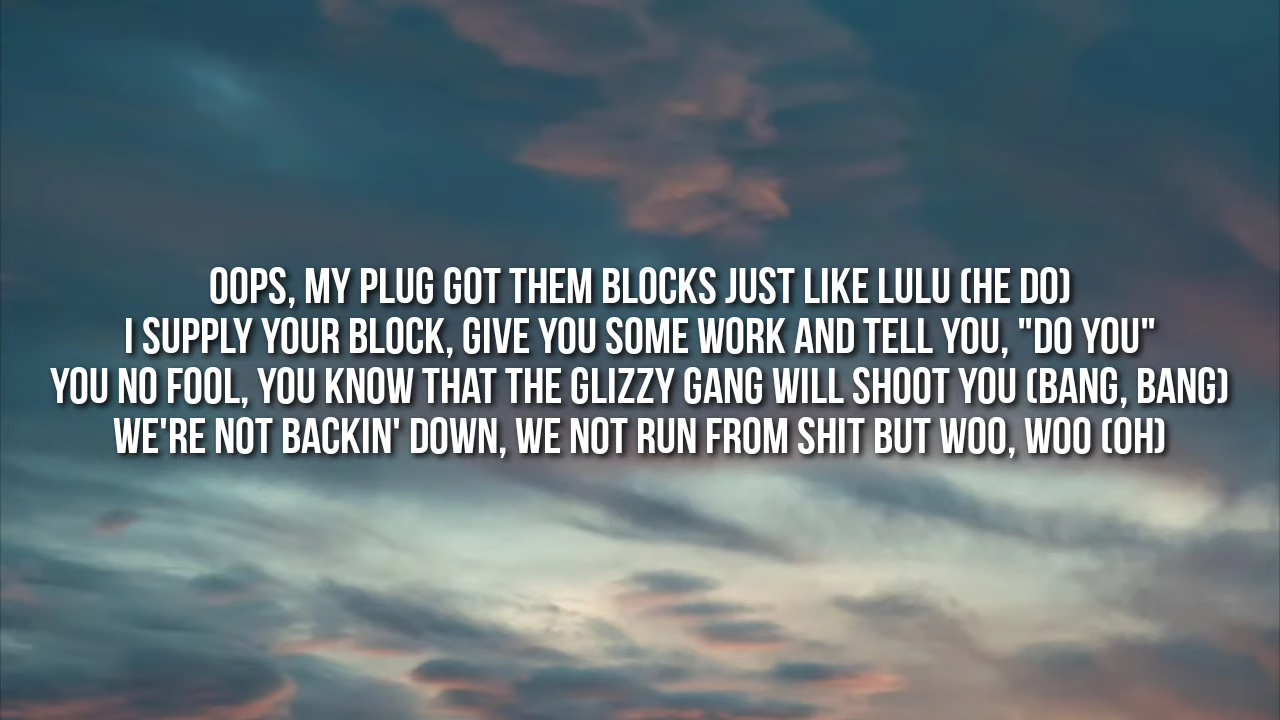 OOPS, MY PLUG GOT THEM BLOCKS JUST LIKE LULU (HE DO)
I SUPPLY YOUR BLOCK, GIVE YOU SOME WORK AND TELL YOU, "DO YOU"
YOU NO FOOL, YOU KNOW THAT THE GLIZZY GANG WILL SHOOT YOU (BANG, BANG)
WE'RE NOT BACKIN' DOWN, WE NOT RUN FROM SHIT BUT WOO, WOO (OH)